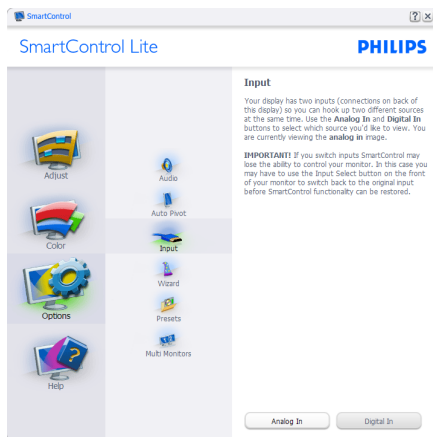 SmartControl
SmartControl Lite
PHILIPS
Adjust
Color
Options
Help
Audio
Auto Pivot
Input
Wizard
Presets
Multi Monitors
Input
Your display has two inputs (connections on back of
this display) so you can hook up two different sources
at the same time. Use the Analog In and Digital In
buttons to select which source you'd like to view. You
are currently viewing the analog in image.
IMPORTANT! If you switch inputs SmartControl may
lose the ability to control your monitor. In this case you
may have to use the Input Select button on the front
of your monitor to switch back to the original input
before SmartControl functionality can be restored.
Analog In
Digital In